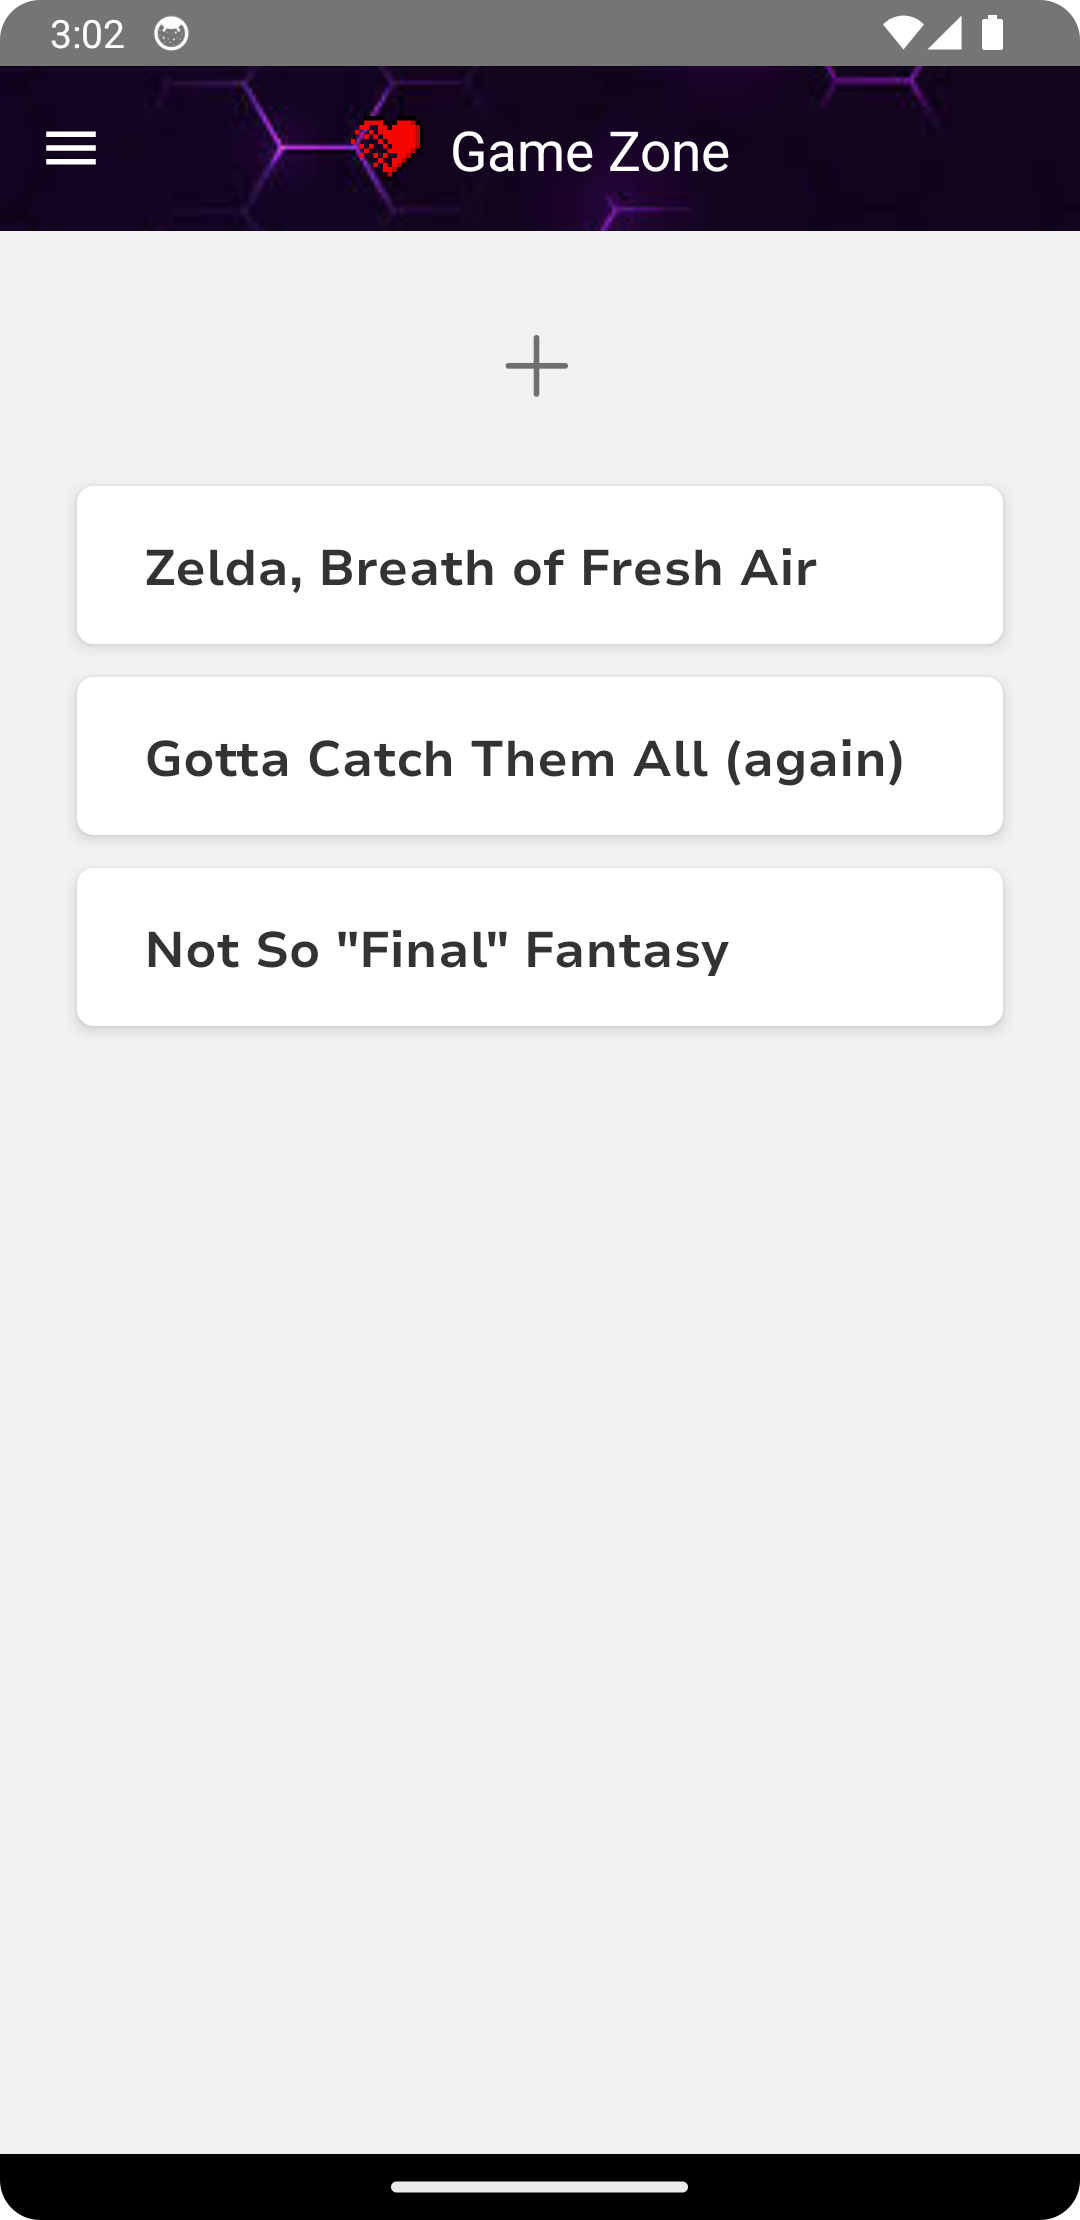 3:02
Game Zone
Zelda, Breath of Fresh Air
Gotta Catch Them All (again)
Not So "Final" Fantasy